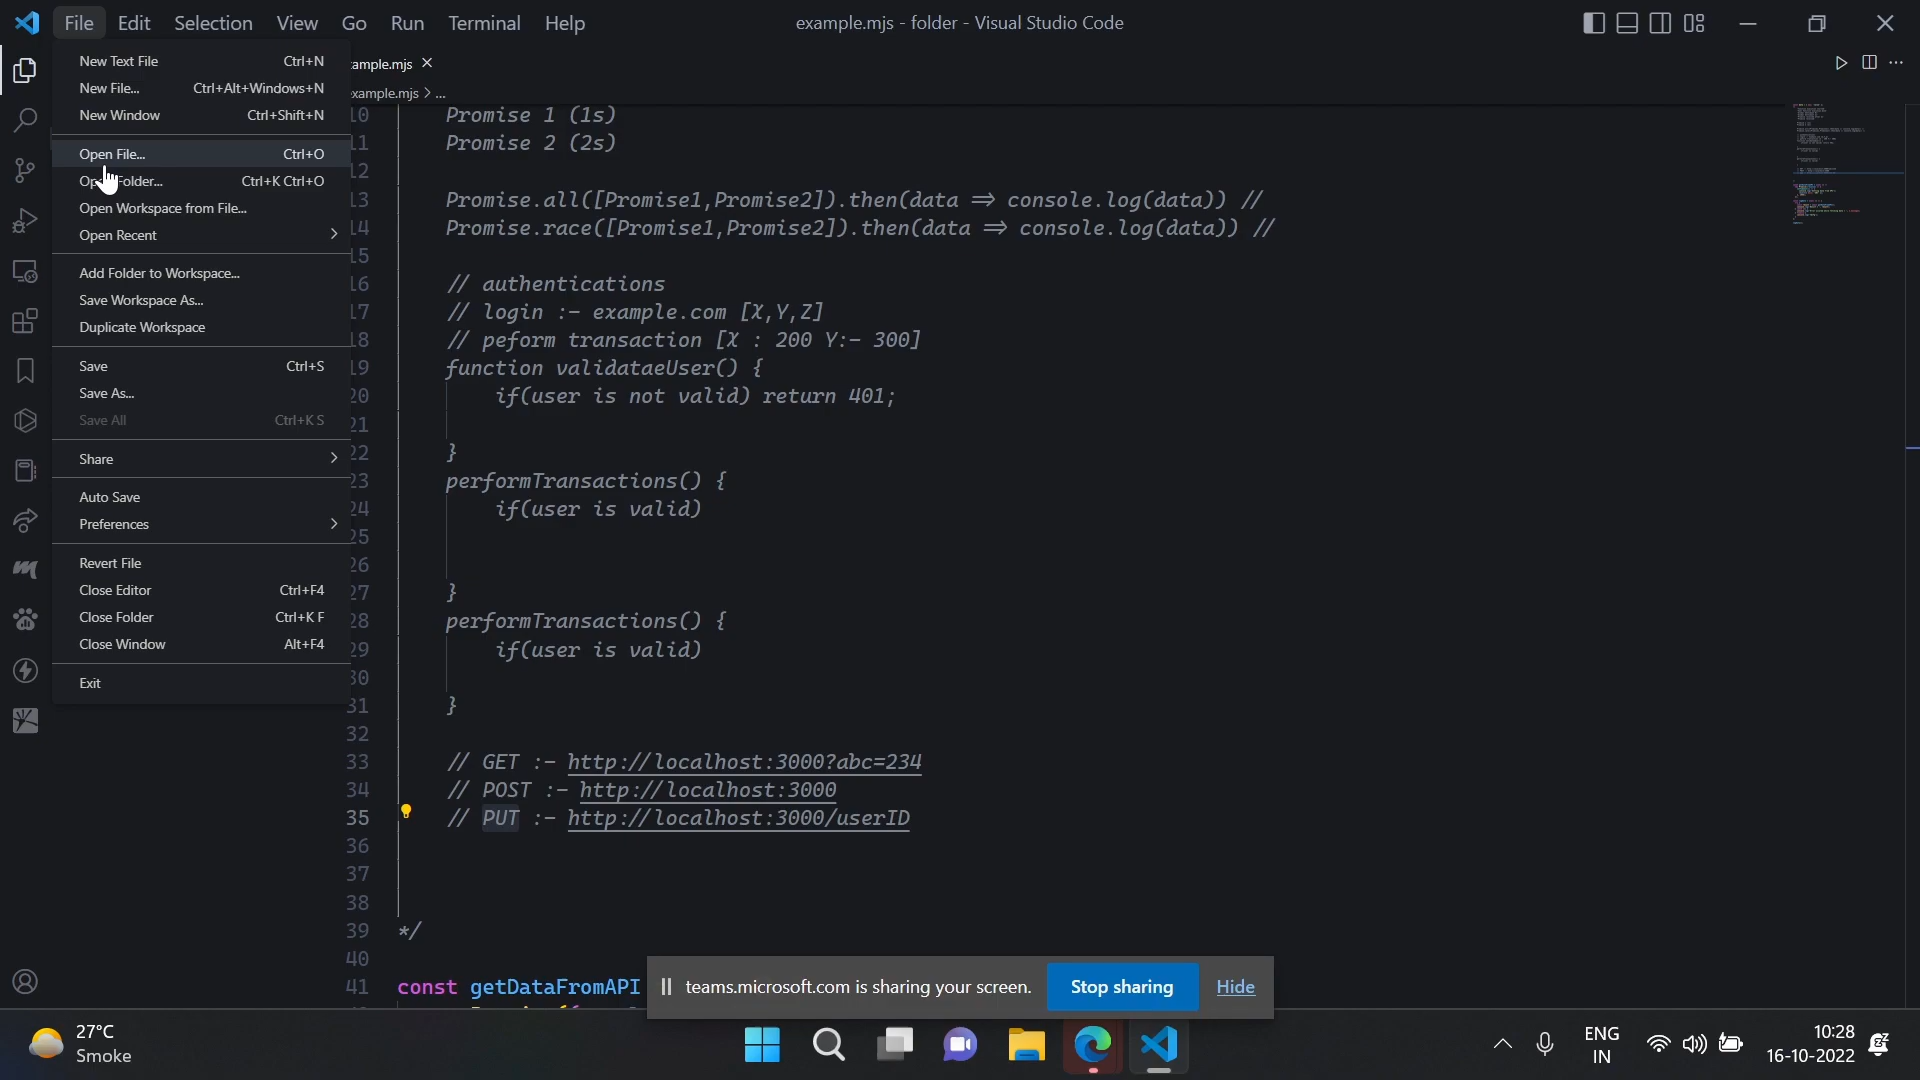 File Edit Selection View Go Run Terminal Help
example.mjs - folder - Visual Studio Code
New Text File Ctrl+N
New File... Ctrl+Alt+Windows+N
New Window Ctrl+Shift+N
Open File... Ctrl+O
Folder... Ctrl+K Ctrl+O
Open Workspace from File...
Open Recent
Add Folder to Workspace...
Save Workspace As...
Duplicate Workspace
Save Ctrl+S
Save As...
Save All Ctrl+K S
Share
Auto Save
Preferences
Revert File
Close Editor Ctrl+F4
Close Folder Ctrl+K F
Close Window Alt+F4
Exit
ample.mjs
xample.mjs > ...
10 Promise 1 (1s)
11 Promise 2 (2s)
12
13 Promise.all([Promise1,Promise2]).then(data => console.log(data)) //
14 Promise.race([Promise1,Promise2]).then(data => console.log(data)) //
15
16 // authentications
17 // login :- example.com [X,Y,Z]
18 // peform transaction [X : 200 Y:- 300]
19 function validataeUser() {
20 if(user is not valid) return 401;
21
22 }
23 performTransactions() {
24 if(user is valid)
25
26
27 }
28 performTransactions() {
29 if(user is valid)
30
31 }
32
33 // GET :- http://localhost:3000?abc=234
34 // POST :- http://localhost:3000
35 // PUT :- http://localhost:3000/userID
36
37
38
39 */
40
41 const getDataFromAPI
teams.microsoft.com is sharing your screen. Stop sharing Hide
27°C
Smoke
ENG
IN
10:28
16-10-2022